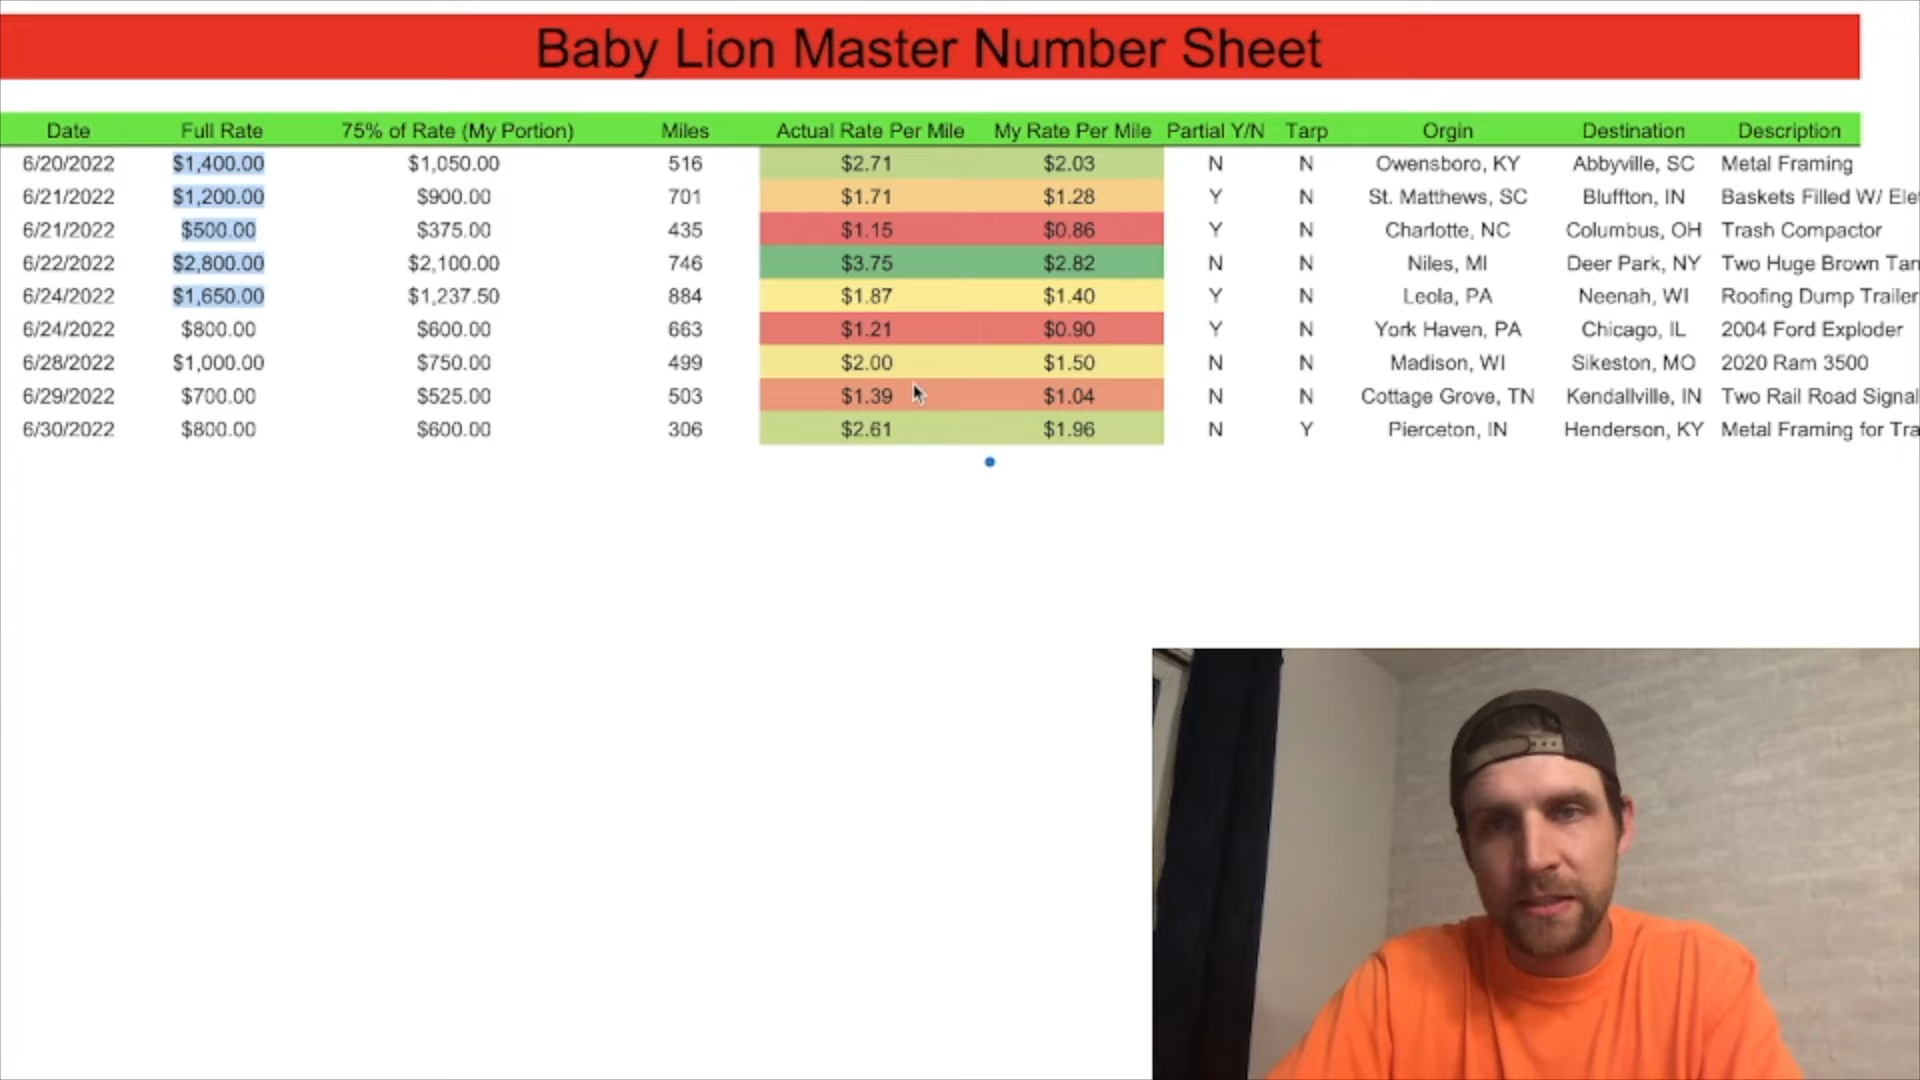 Baby Lion Master Number Sheet
Date Full Rate 75% of Rate (My Portion) Miles Actual Rate Per Mile My Rate Per Mile Partial Y/N Tarp Orgin Destination Description
6/20/2022 $1,400.00 $1,050.00 516 $2.71 $2.03 N N Owensboro, KY Abbyville, SC Metal Framing
6/21/2022 $1,200.00 $900.00 701 $1.71 $1.28 Y N St. Matthews, SC Bluffton, IN Baskets Filled W/ Ele
6/21/2022 $500.00 $375.00 435 $1.15 $0.86 Y N Charlotte, NC Columbus, OH Trash Compactor
6/22/2022 $2,800.00 $2,100.00 746 $3.75 $2.82 N N Niles, MI Deer Park, NY Two Huge Brown Tan
6/24/2022 $1,650.00 $1,237.50 884 $1.87 $1.40 Y N Leola, PA Neenah, WI Roofing Dump Trailer
6/24/2022 $800.00 $600.00 663 $1.21 $0.90 Y N York Haven, PA Chicago, IL 2004 Ford Exploder
6/28/2022 $1,000.00 $750.00 499 $2.00 $1.50 N N Madison, WI Sikeston, MO 2020 Ram 3500
6/29/2022 $700.00 $525.00 503 $1.39 $1.04 N N Cottage Grove, TN Kendallville, IN Two Rail Road Signal
6/30/2022 $800.00 $600.00 306 $2.61 $1.96 N Y Pierceton, IN Henderson, KY Metal Framing for Tra